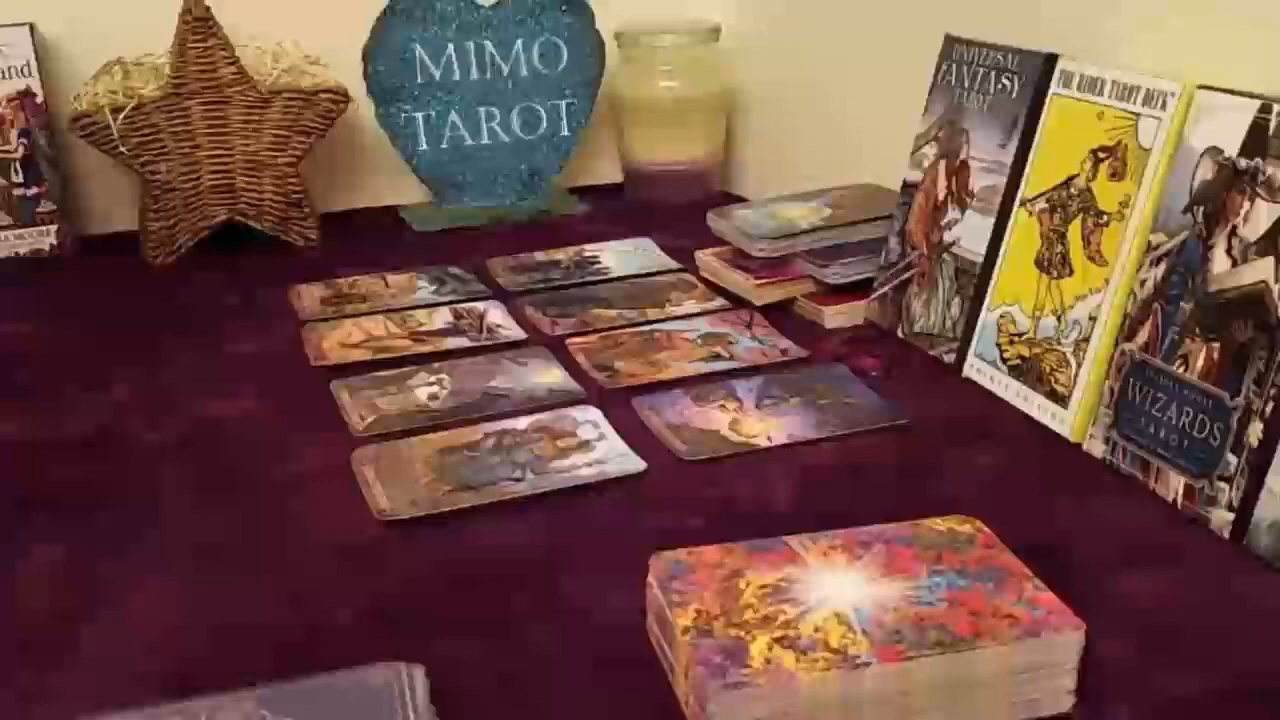 and
MIMO
TAROT
UNIVERSAL
FANTASY
TAROT
THE RIDER TAROT DECK
WIZARDS
TAROT